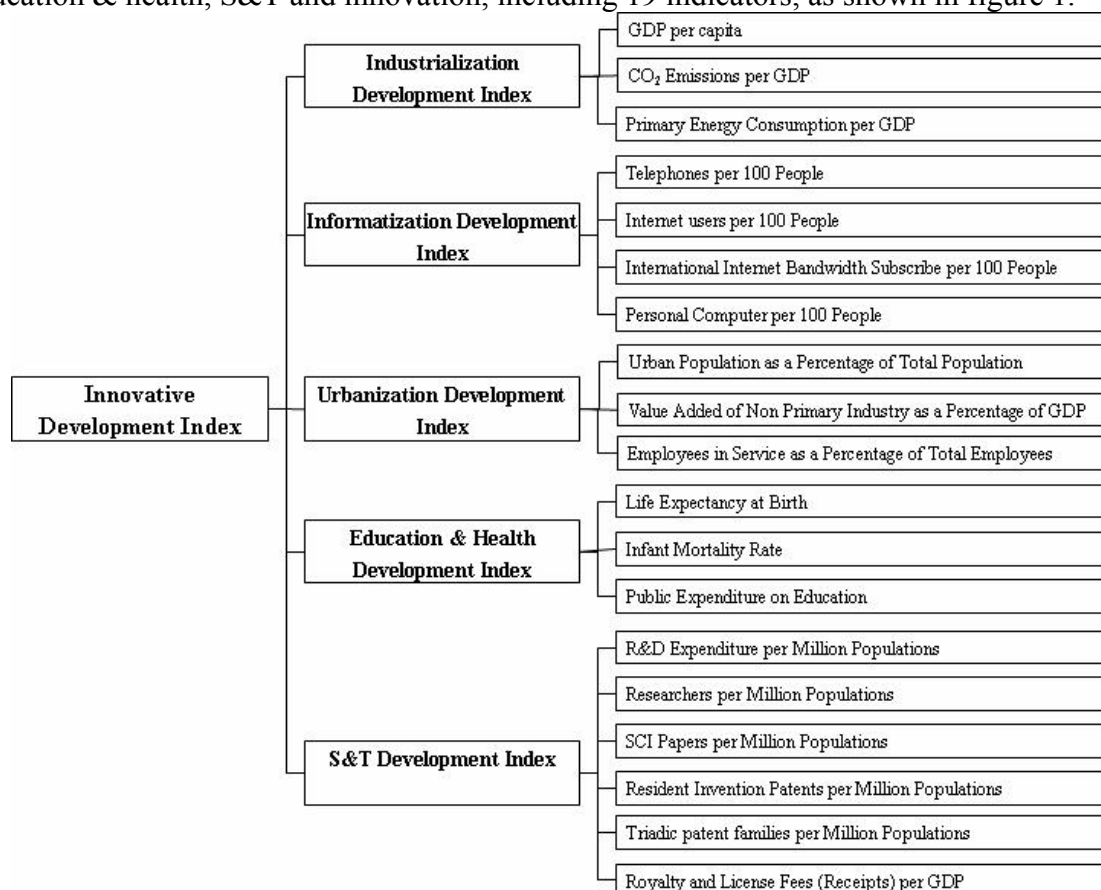 ucation & health, S&T and innovation, including 19 indicators, as shown in figure 1.
Innovative
Development Index
Industrialization
Development Index
GDP per capita
CO₂ Emissions per GDP
Primary Energy Consumption per GDP
Informatization Development
Index
Telephones per 100 People
Internet users per 100 People
International Internet Bandwidth Subscribe per 100 People
Personal Computer per 100 People
Urbanization Development
Index
Urban Population as a Percentage of Total Population
Value Added of Non Primary Industry as a Percentage of GDP
Employees in Service as a Percentage of Total Employees
Education & Health
Development Index
Life Expectancy at Birth
Infant Mortality Rate
Public Expenditure on Education
S&T Development Index
R&D Expenditure per Million Populations
Researchers per Million Populations
SCI Papers per Million Populations
Resident Invention Patents per Million Populations
Triadic patent families per Million Populations
Royalty and License Fees (Receipts) per GDP